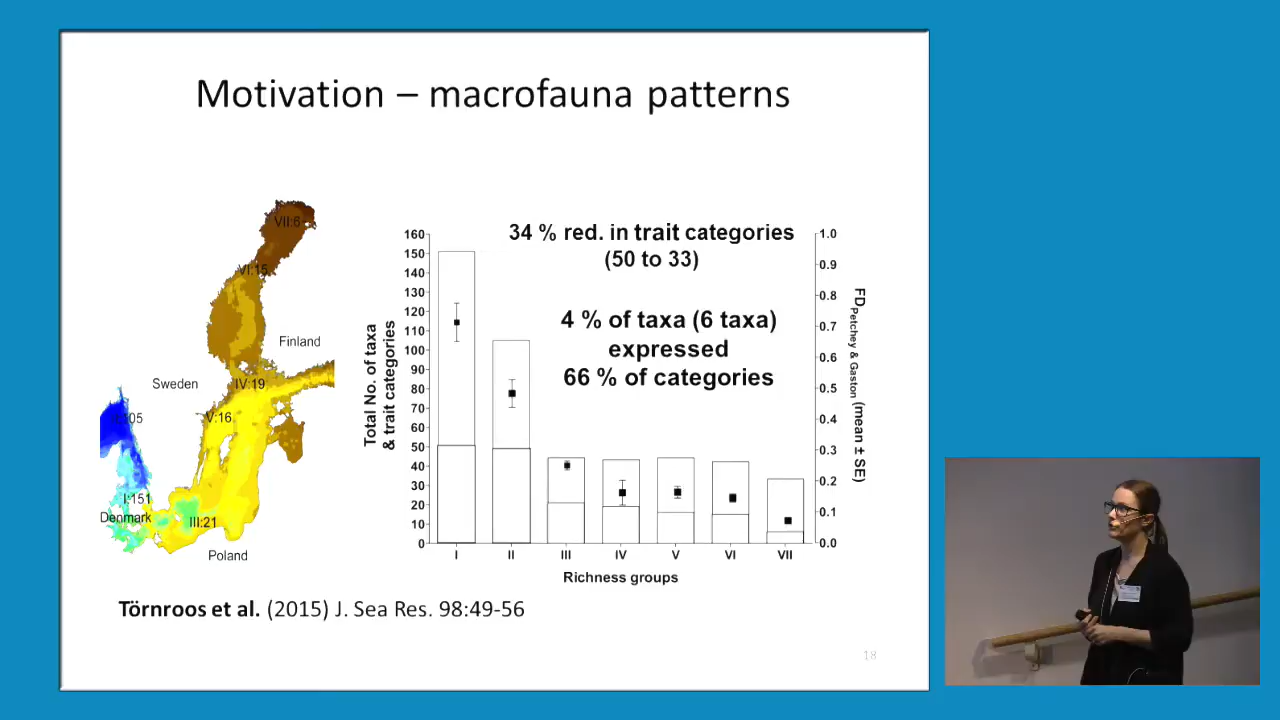 Motivation – macrofauna patterns
VII:6
VI:15
Finland
Sweden
IV:19
V:16
I:151
Denmark
III:21
Poland
Total No. of taxa
& trait categories
160
150
140
130
120
110
100
90
80
70
60
50
40
30
20
10
0
34 % red. in trait categories
(50 to 33)
4 % of taxa (6 taxa)
expressed
66 % of categories
1.0
0.9
0.8
0.7
0.6
0.5
0.4
0.3
0.2
0.1
0.0
FDPetchey & Gaston (mean ± SE)
I II III IV V VI VII
Richness groups
Törnroos et al. (2015) J. Sea Res. 98:49-56
18